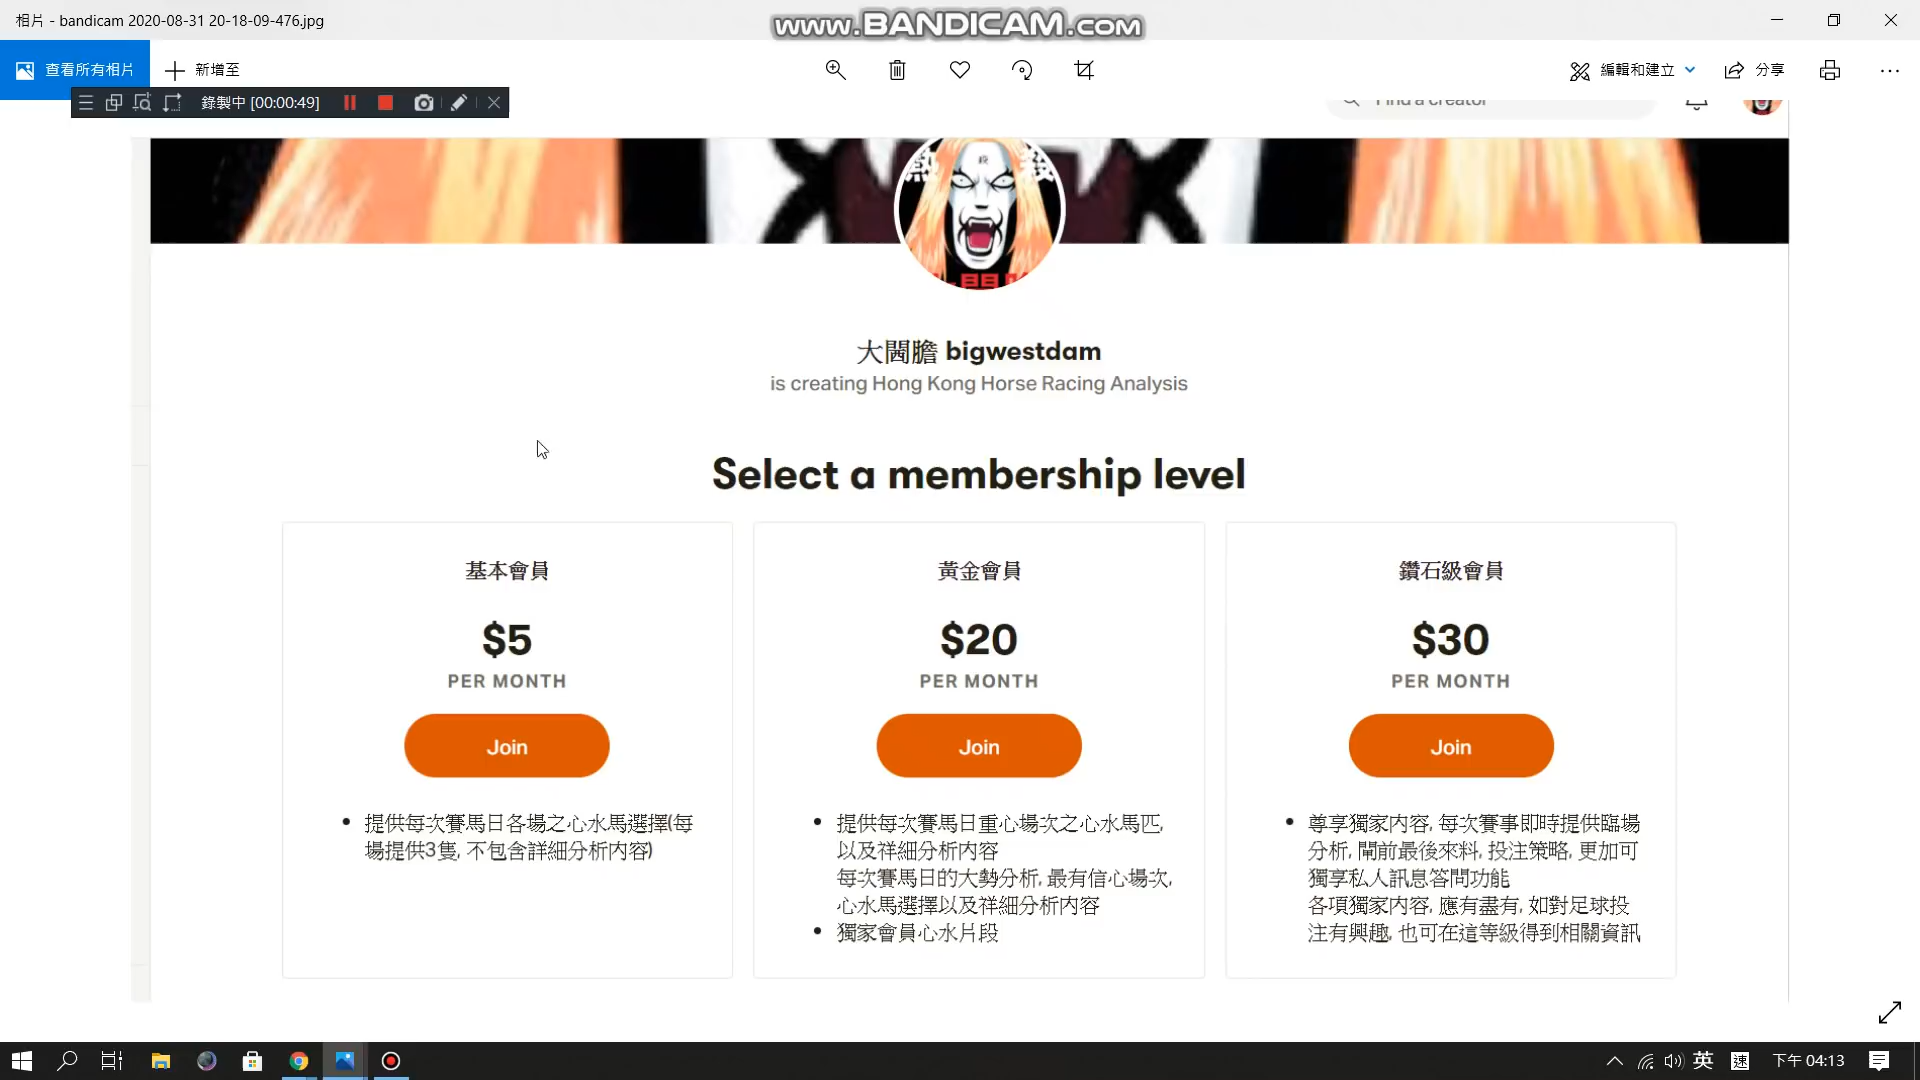 相片 - bandicam 2020-08-31 20-18-09-476.jpg
www.BANDICAM.com
查看所有相片
新增至
編輯和建立
分享
錄製中 [00:00:49]
Find a creator
熱 殺
殺
大闊膽 bigwestdam
is creating Hong Kong Horse Racing Analysis
Select a membership level
基本會員
$5
PER MONTH
Join
提供每次賽馬日各場之心水馬選擇(每
場提供3隻, 不包含詳細分析內容)
黃金會員
$20
PER MONTH
Join
提供每次賽馬日重心場次之心水馬匹,
以及祥細分析內容
每次賽馬日的大勢分析, 最有信心場次,
心水馬選擇以及祥細分析內容
獨家會員心水片段
鑽石級會員
$30
PER MONTH
Join
尊享獨家內容, 每次賽事即時提供臨場
分析, 閘前最後來料, 投注策略, 更加可
獨享私人訊息答問功能
各項獨家內容, 應有盡有, 如對足球投
注有興趣, 也可在這等級得到相關資訊
英
速
下午 04:13